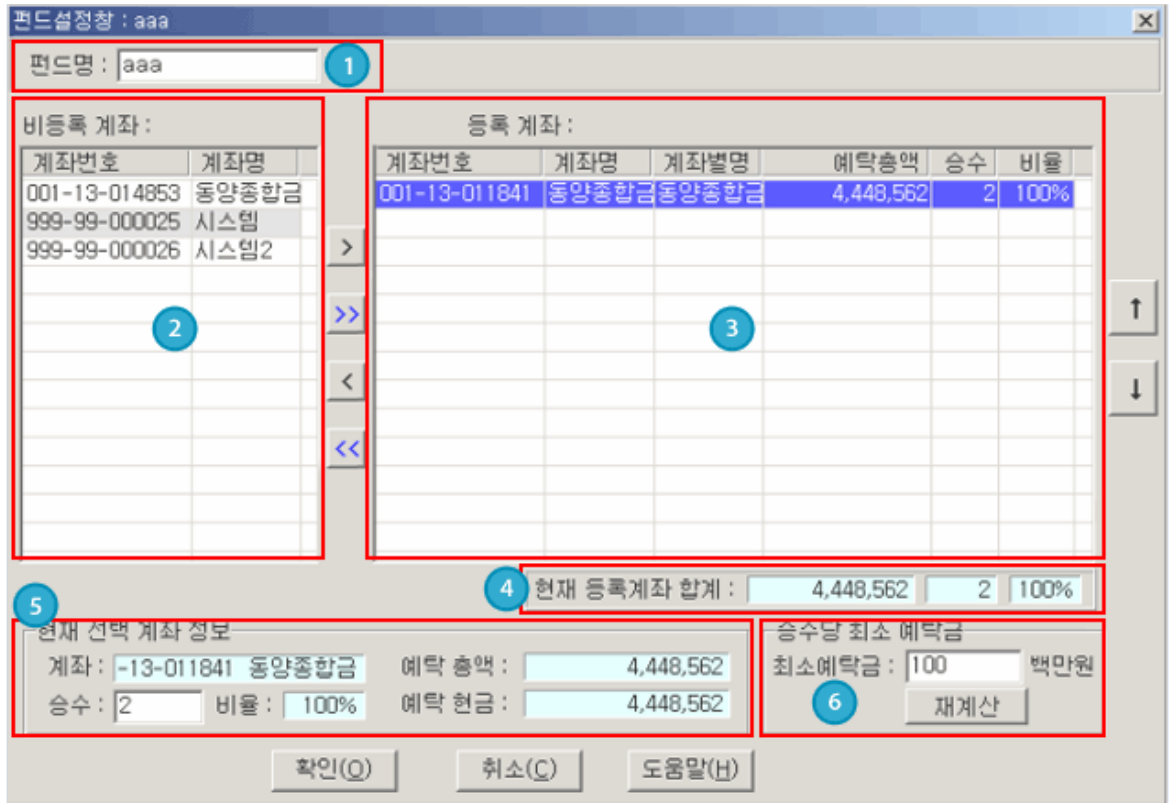 펀드설정창 : aaa
펀드명 : aaa
1
비등록 계좌 :
등록 계좌 :
계좌번호 계좌명
계좌번호 계좌명 계좌별명 예탁총액 승수 비율
001-13-014853 동양종합금
001-13-011841 동양종합금 동양종합금 4,448,562 2 100%
999-99-000025 시스템
999-99-000026 시스템2
>
>>
<
<<
↑
↓
2
3
4
현재 등록계좌 합계 : 4,448,562 2 100%
5
현재 선택 계좌 정보
계좌 : -13-011841 동양종합금 예탁 총액 : 4,448,562
승수 : 2 비율 : 100% 예탁 현금 : 4,448,562
승수당 최소 예탁금
최소예탁금 : 100 백만원
6
재계산
확인(O) 취소(C) 도움말(H)